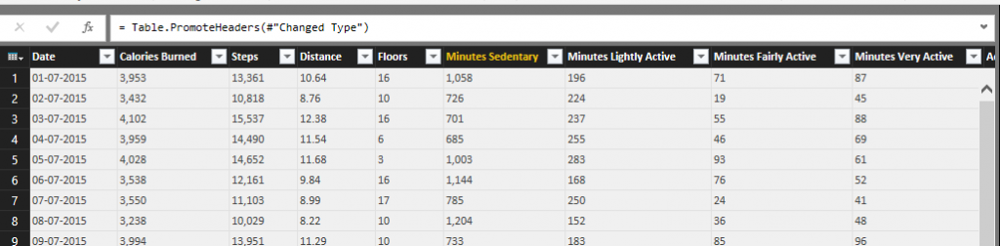 fx = Table.PromoteHeaders(#"Changed Type")
Date Calories Burned Steps Distance Floors Minutes Sedentary Minutes Lightly Active Minutes Fairly Active Minutes Very Active
1 01-07-2015 3,953 13,361 10.64 16 1,058 196 71 87
2 02-07-2015 3,432 10,818 8.76 10 726 224 19 45
3 03-07-2015 4,102 15,537 12.38 16 701 237 55 88
4 04-07-2015 3,959 14,490 11.54 6 685 255 46 69
5 05-07-2015 4,028 14,652 11.68 3 1,003 283 93 61
6 06-07-2015 3,538 12,161 9.84 16 1,144 168 76 52
7 07-07-2015 3,550 11,103 8.99 17 785 250 24 41
8 08-07-2015 3,238 10,029 8.22 10 1,204 152 36 48
9 09-07-2015 3,994 13,951 11.29 10 733 183 85 96